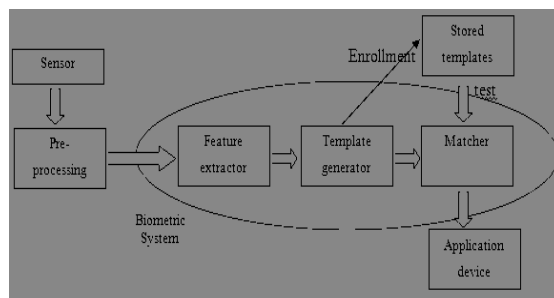 Stored
templates
Enrollment
Sensor
test
Pre-
processing
Feature
extractor
Template
generator
Matcher
Biometric
System
Application
device